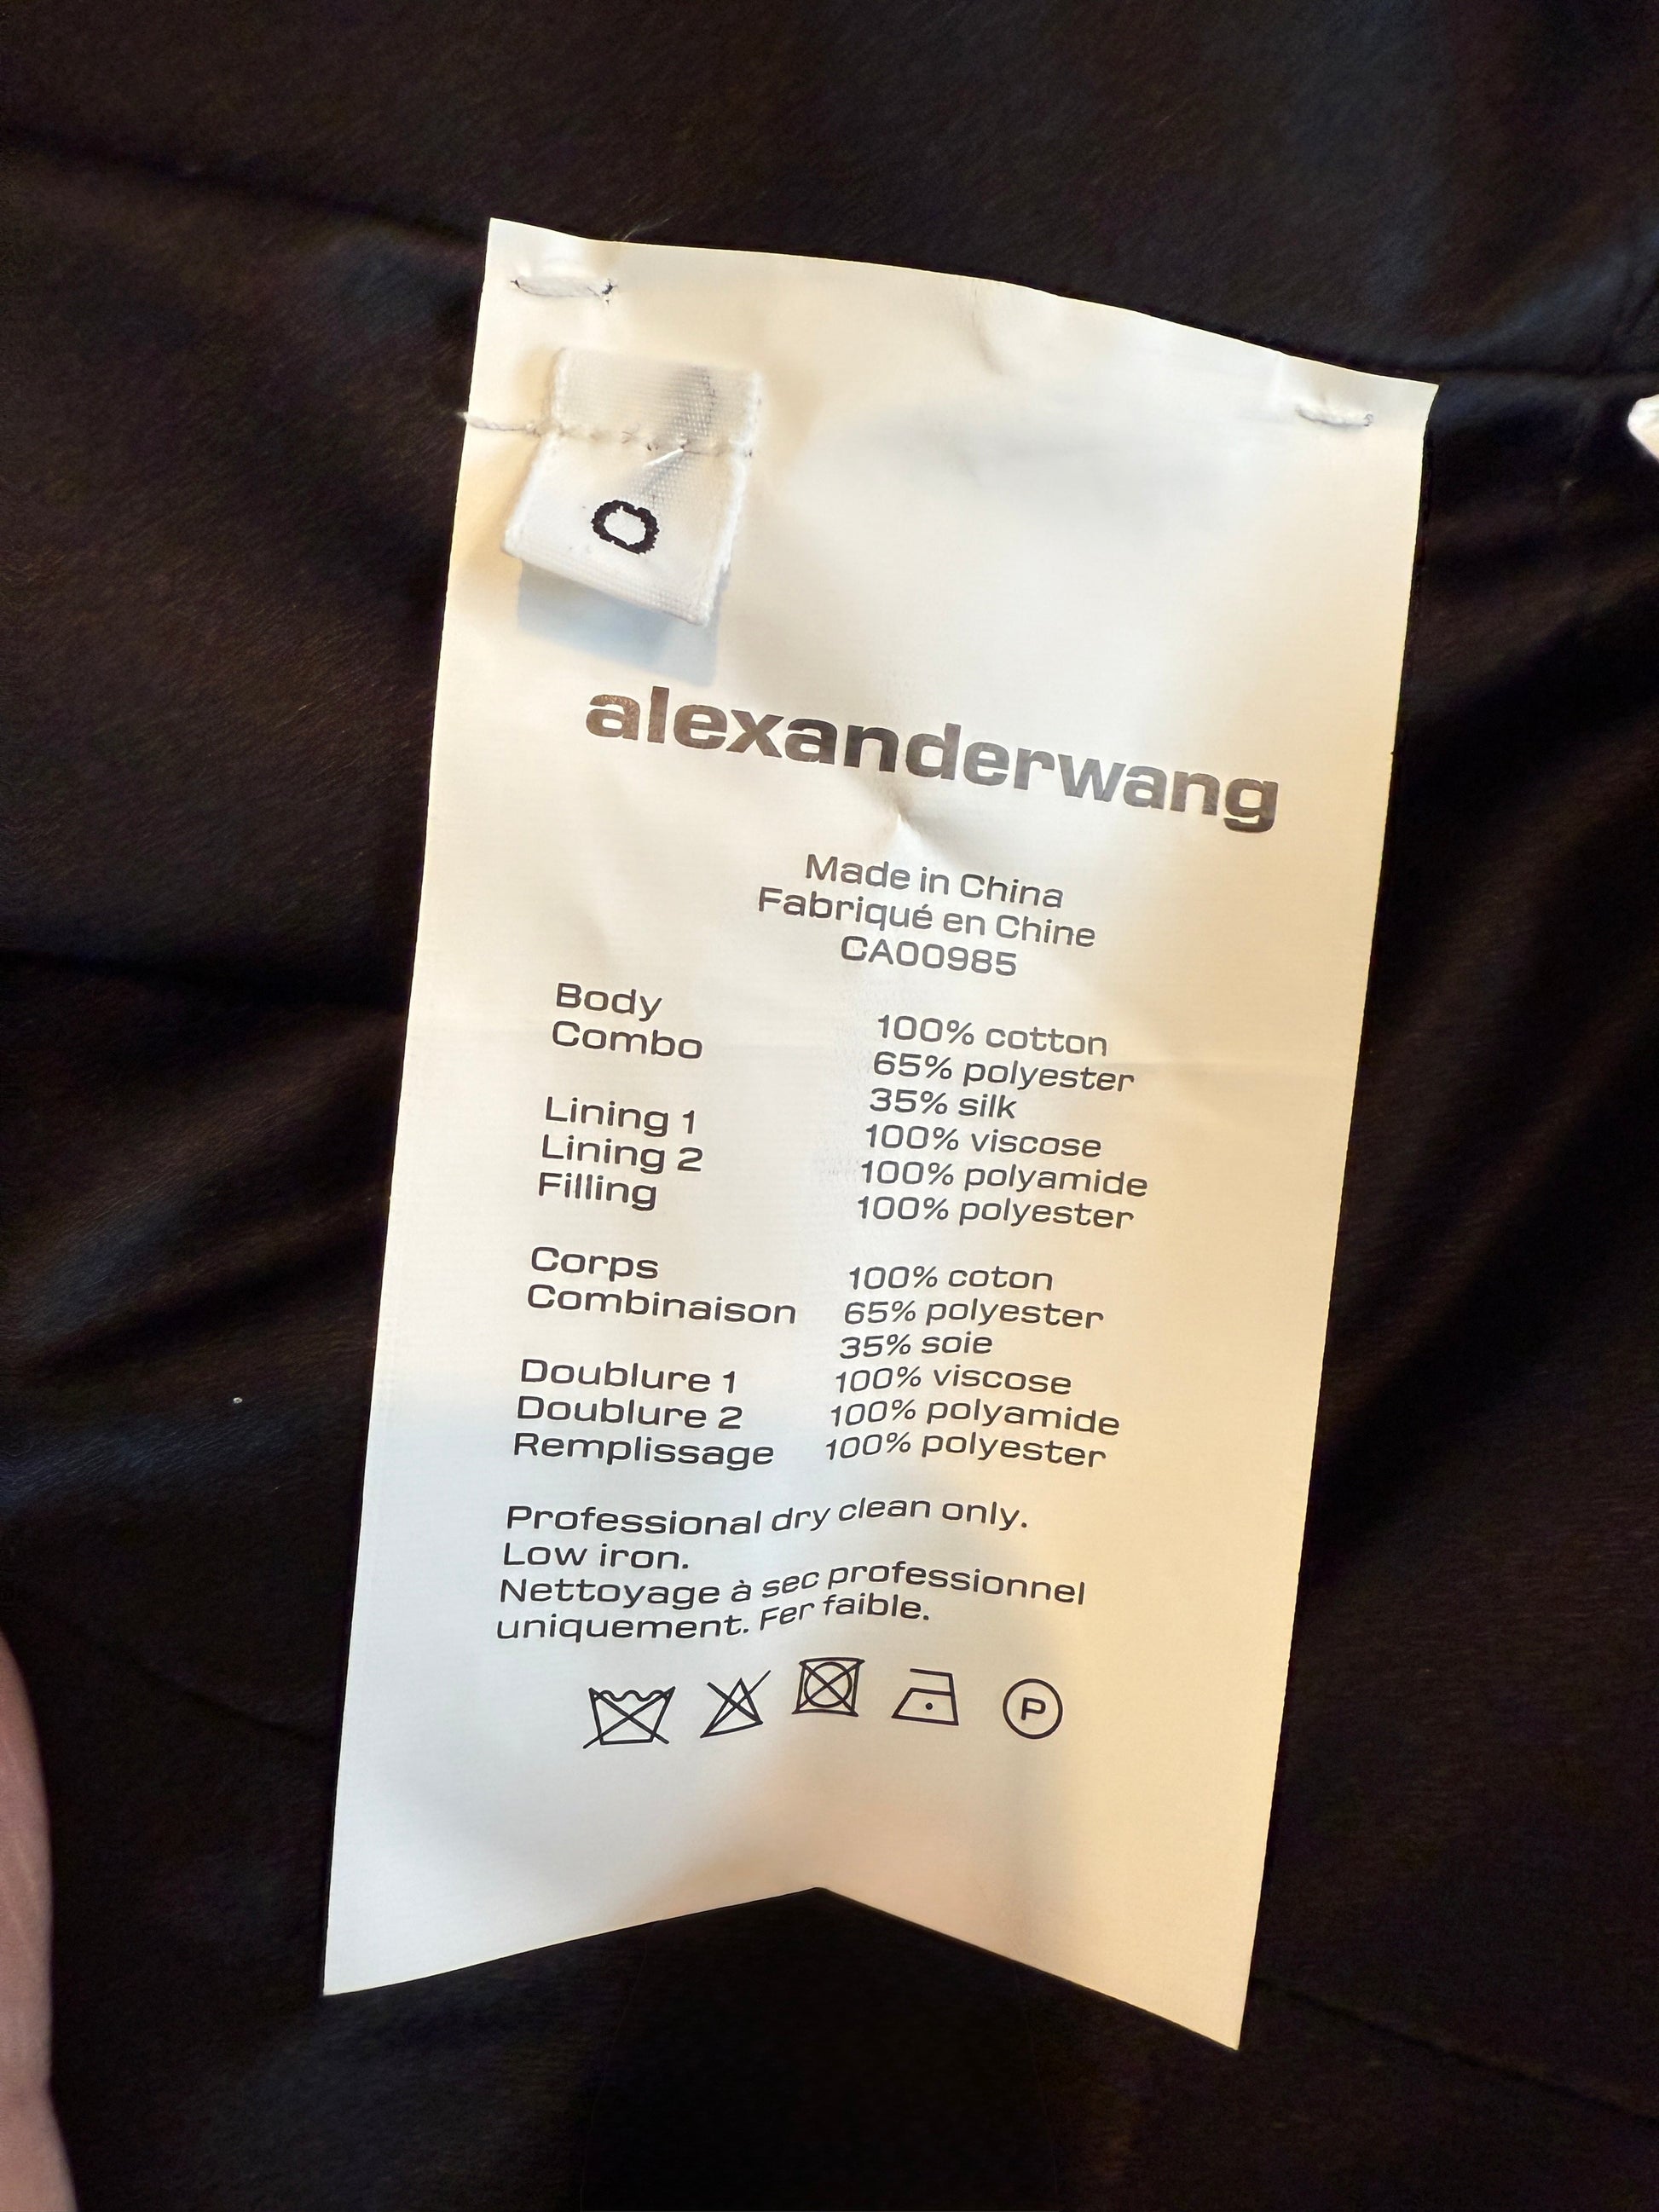 0
alexanderwang
Made in China
Fabriqué en Chine
CA00985
Body 100% cotton
Combo 65% polyester
35% silk
Lining 1 100% viscose
Lining 2 100% polyamide
Filling 100% polyester
Corps 100% coton
Combinaison 65% polyester
35% soie
Doublure 1 100% viscose
Doublure 2 100% polyamide
Remplissage 100% polyester
Professional dry clean only.
Low iron.
Nettoyage à sec professionnel
uniquement. Fer faible.
P